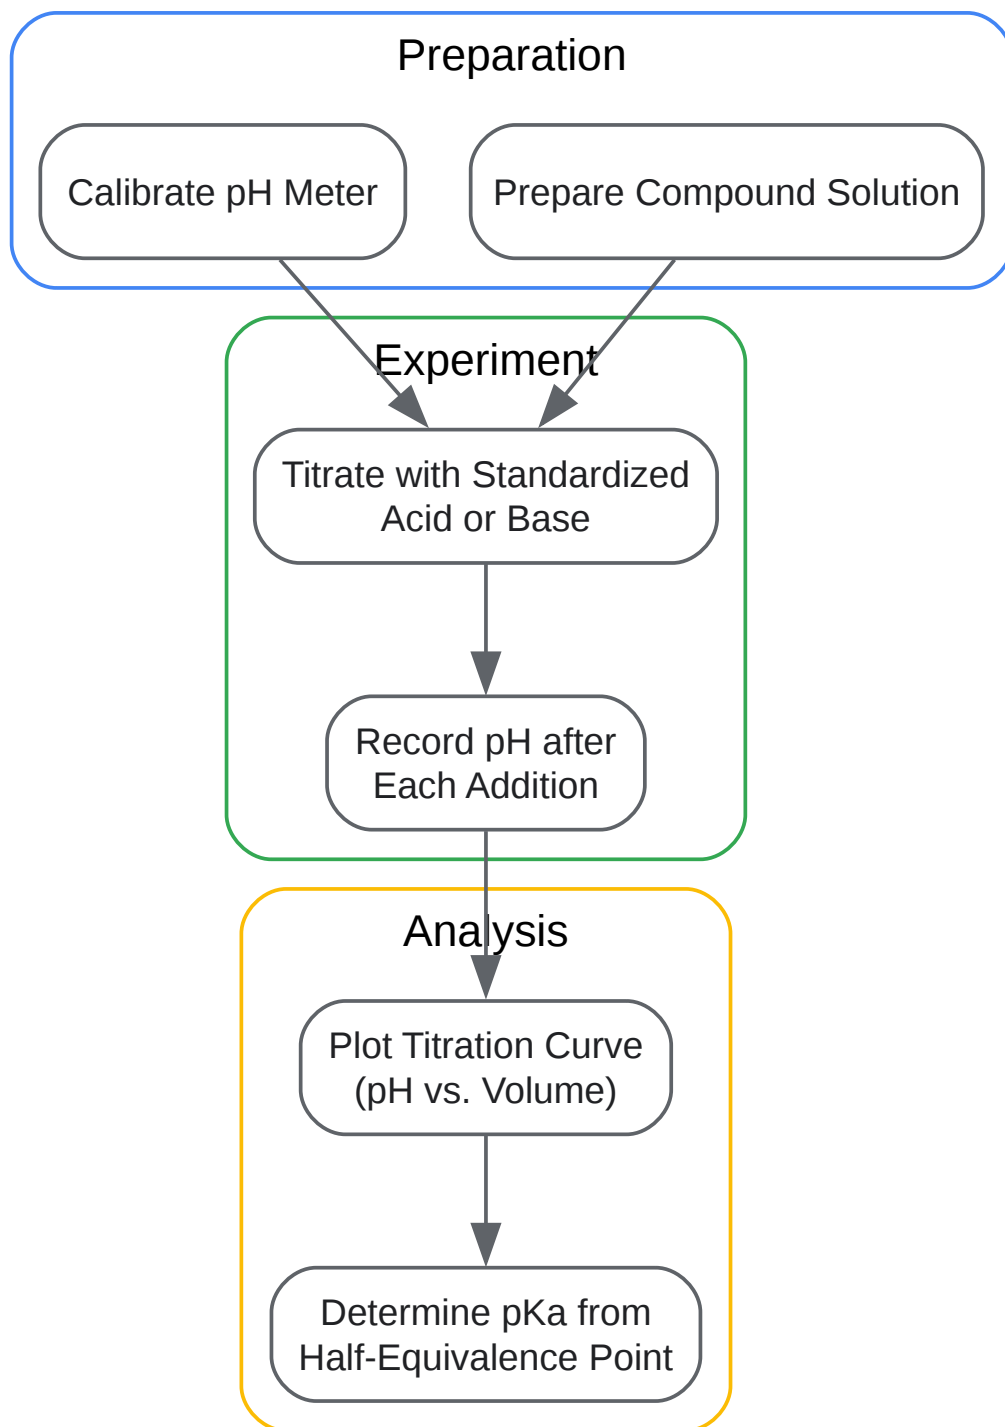 Preparation
Calibrate pH Meter
Prepare Compound Solution
Experiment
Titrate with Standardized
Acid or Base
Record pH after
Each Addition
Analysis
Plot Titration Curve
(pH vs. Volume)
Determine pKa from
Half-Equivalence Point